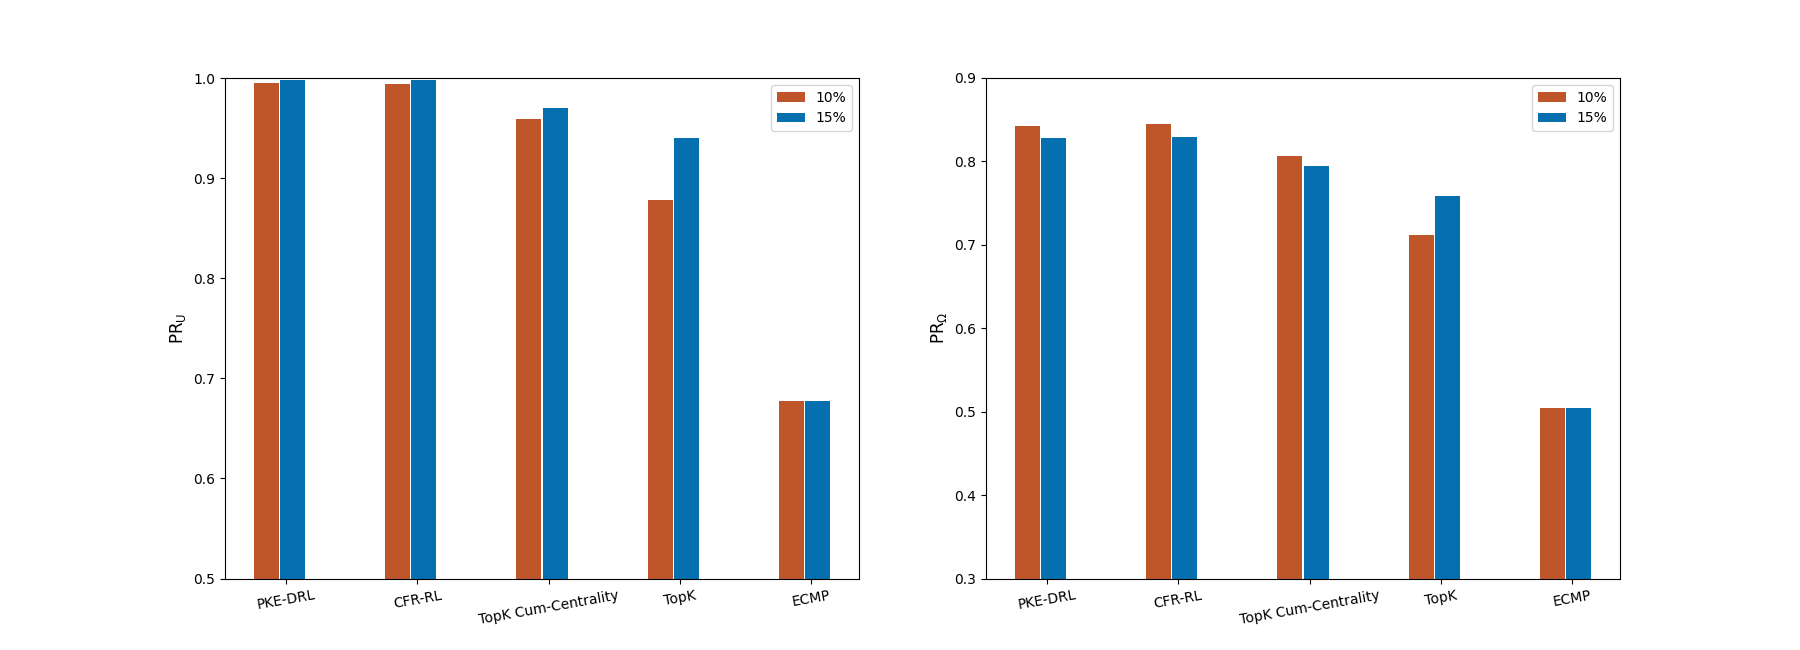 1.0
0.9
0.8
0.7
0.6
0.5
PR_U
PKE-DRL
CFR-RL
TopK Cum-Centrality
TopK
ECMP
10%
15%
0.9
0.8
0.7
0.6
0.5
0.4
0.3
PR_Ω
PKE-DRL
CFR-RL
TopK Cum-Centrality
TopK
ECMP
10%
15%